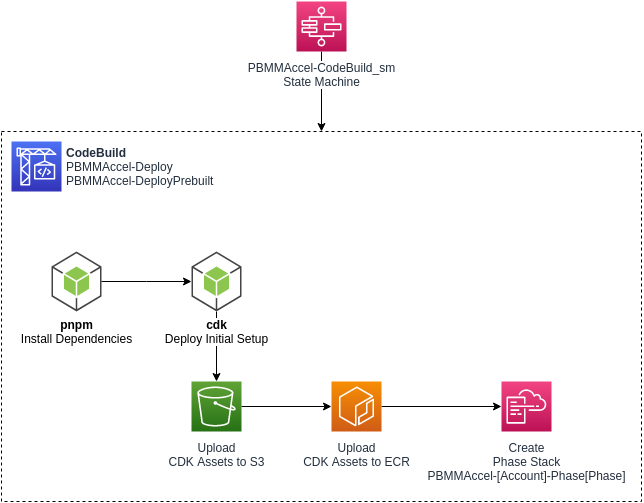 PBMMAccel-CodeBuild_sm
State Machine
CodeBuild
PBMMAccel-Deploy
PBMMAccel-DeployPrebuilt
pnpm
Install Dependencies
cdk
Deploy Initial Setup
Upload
CDK Assets to S3
Upload
CDK Assets to ECR
Create
Phase Stack
PBMMAccel-[Account]-Phase[Phase]